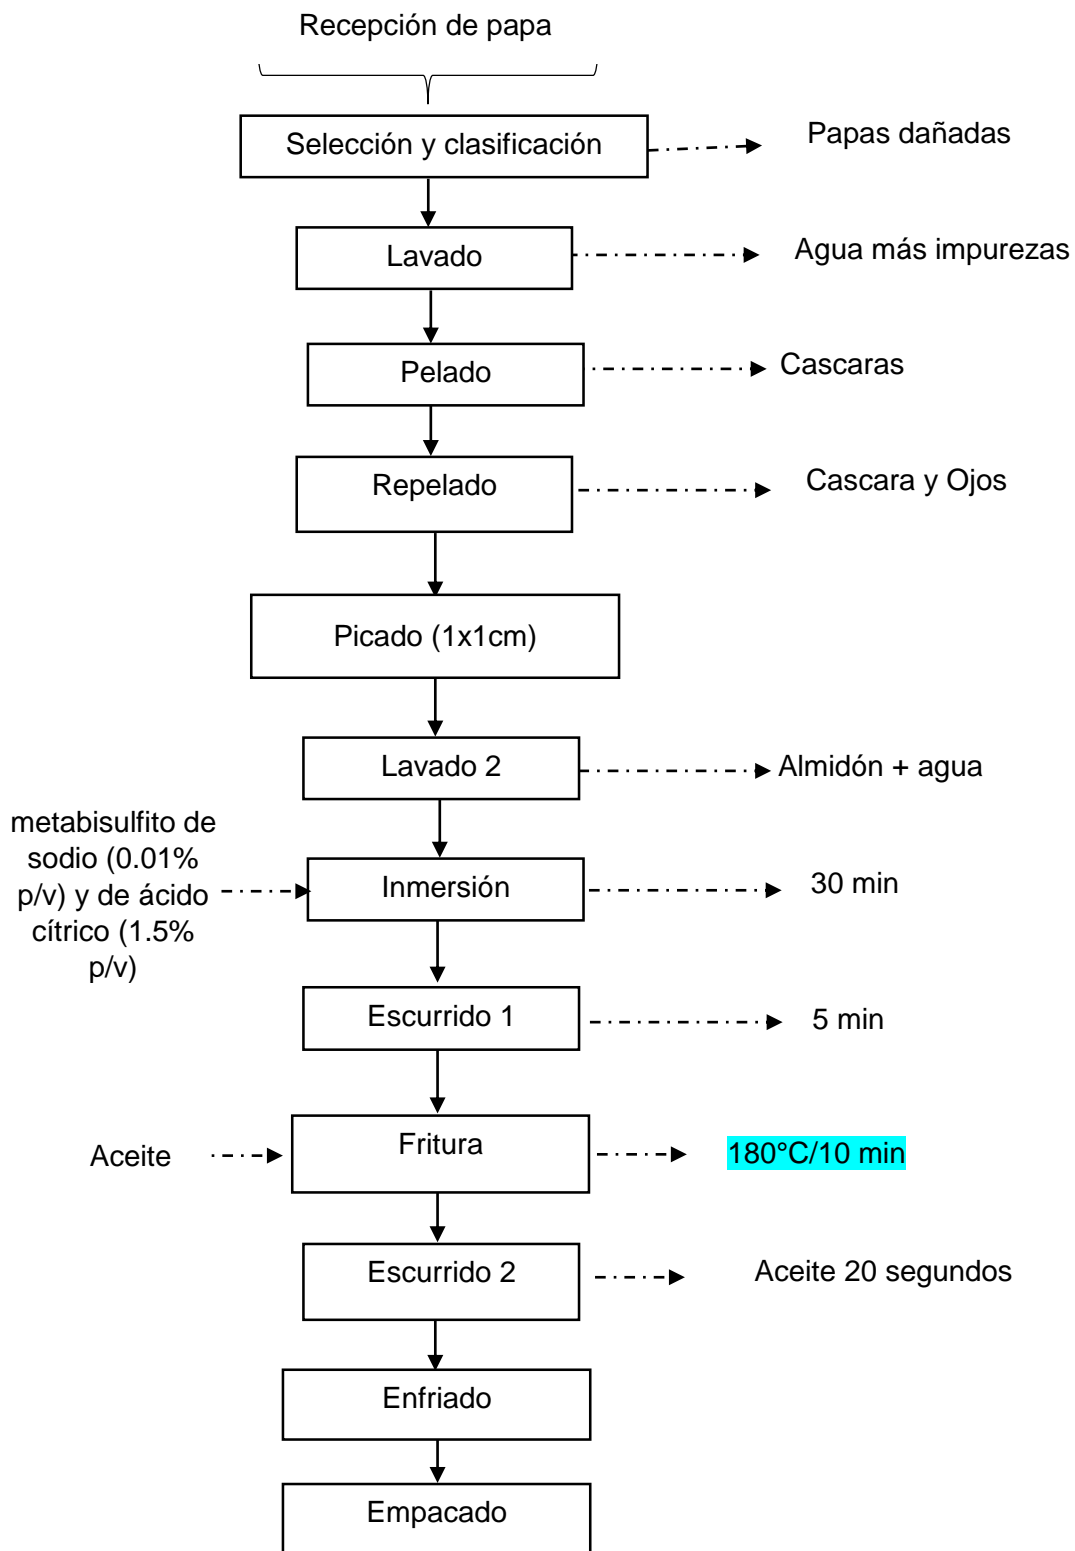 Recepción de papa
Selección y clasificación
Papas dañadas
Lavado
Agua más impurezas
Pelado
Cascaras
Repelado
Cascara y Ojos
Picado (1x1cm)
Lavado 2
Almidón + agua
metabisulfito de
sodio (0.01%
p/v) y de ácido
cítrico (1.5%
p/v)
Inmersión
30 min
Escurrido 1
5 min
Aceite
Fritura
180°C/10 min
Escurrido 2
Aceite 20 segundos
Enfriado
Empacado